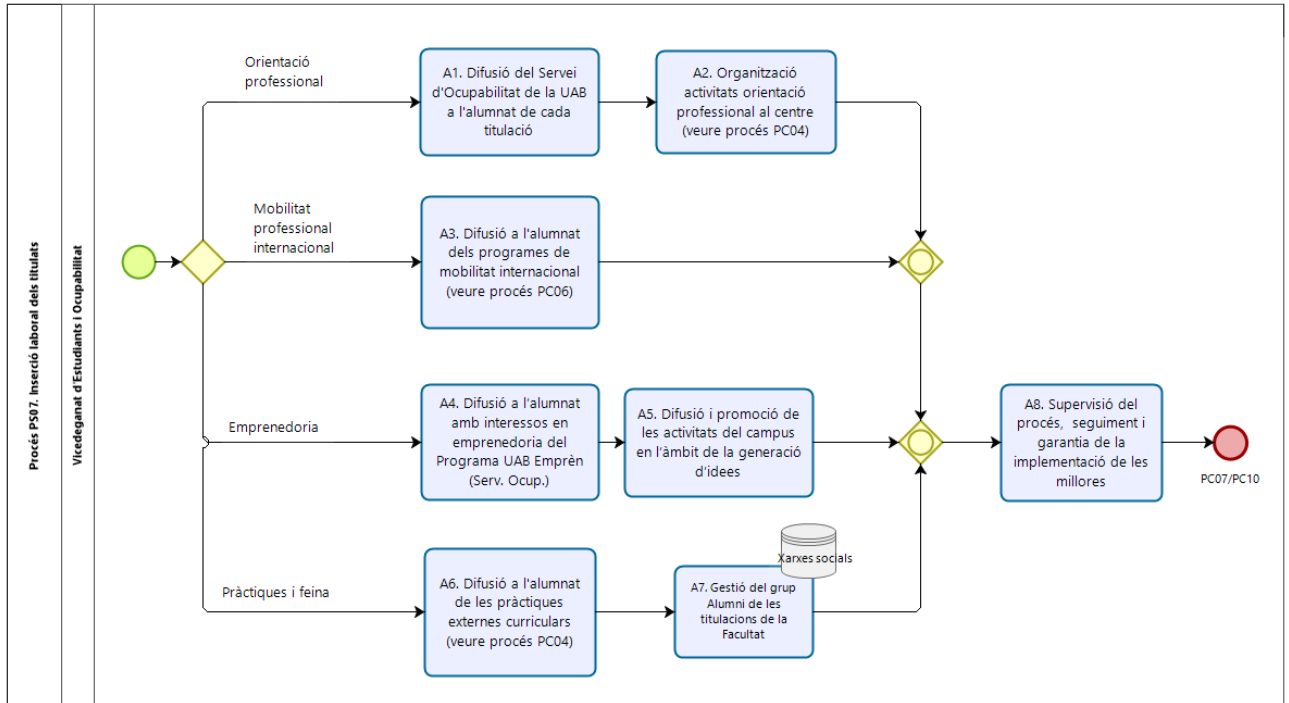 Procés PS07. Inserció laboral dels titulats
Vicedeganat d'Estudiants i Ocupabilitat
Orientació
professional
A1. Difusió del Servei
d'Ocupabilitat de la UAB
a l'alumnat de cada
titulació
A2. Organització
activitats orientació
professional al centre
(veure procés PC04)
Mobilitat
professional
internacional
A3. Difusió a l'alumnat
dels programes de
mobilitat internacional
(veure procés PC06)
Emprenedoria
A4. Difusió a l'alumnat
amb interessos en
emprenedoria del
Programa UAB Emprèn
(Serv. Ocup.)
A5. Difusió i promoció de
les activitats del campus
en l'àmbit de la generació
d'idees
A8. Supervisió del
procés, seguiment i
garantia de la
implementació de les
millores
PC07/PC10
Pràctiques i feina
A6. Difusió a l'alumnat
de les pràctiques
externes curriculars
(veure procés PC04)
Xarxes socials
A7. Gestió del grup
Alumni de les
titulacions de la
Facultat